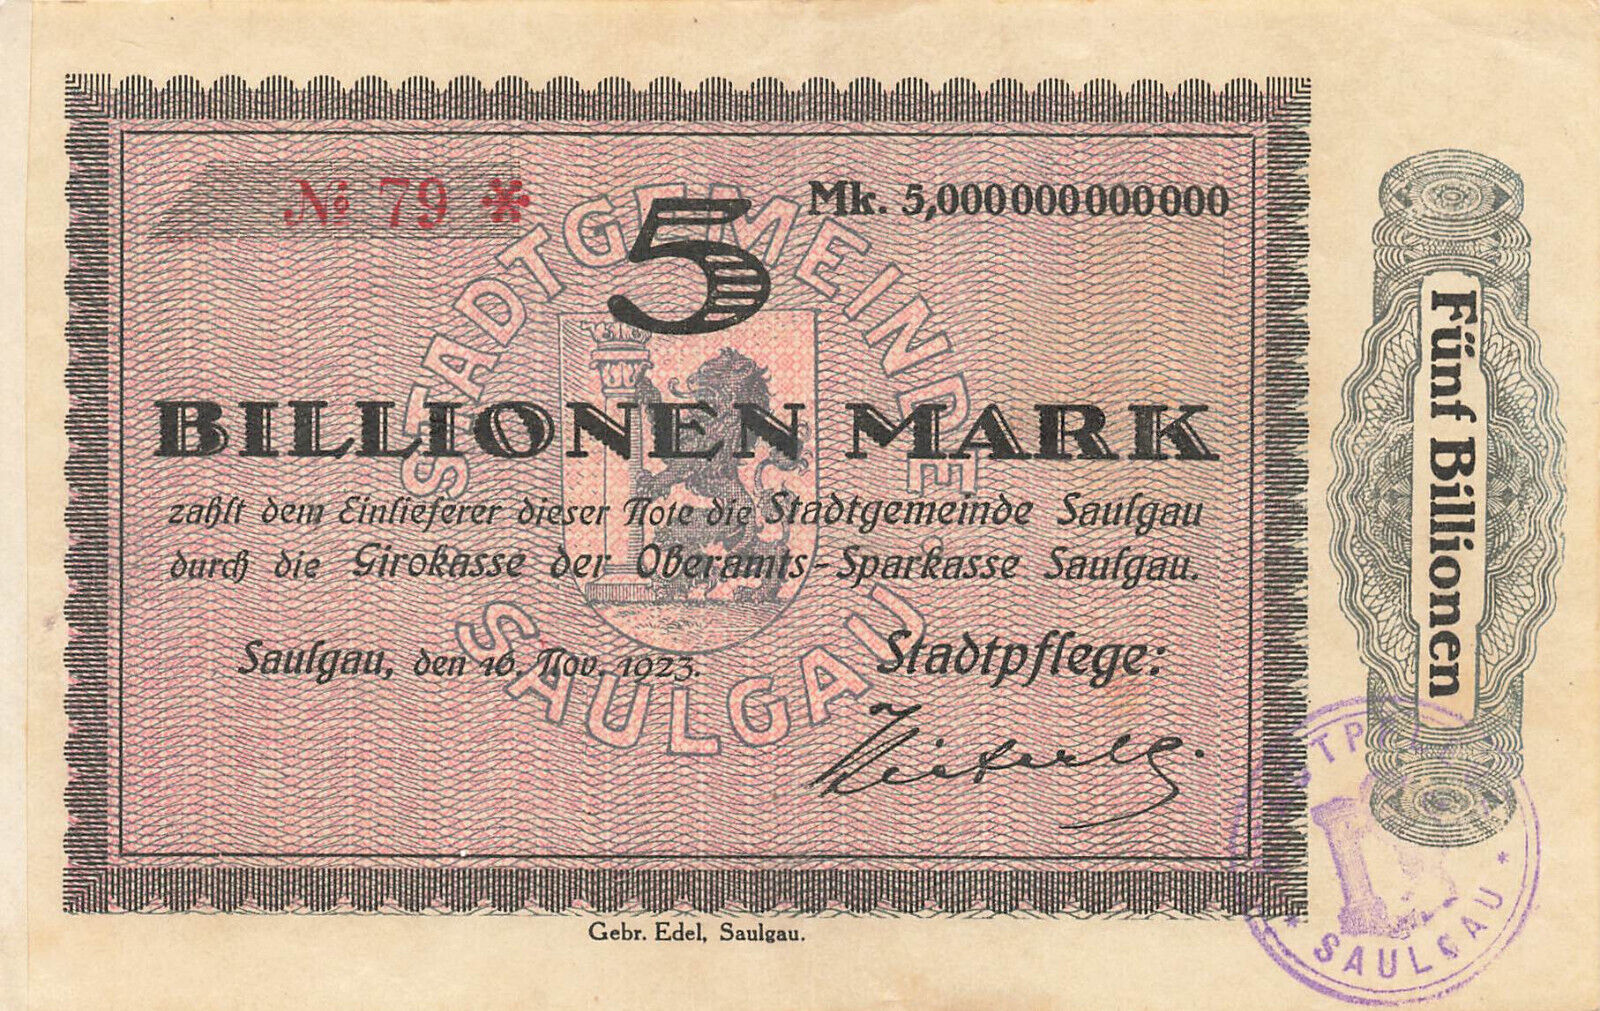 № 79 *
Mk. 5,000000000000
5
BILLIONEN MARK
zahlt dem Einlieferer dieser Note die Stadtgemeinde Saulgau
durch die Girokasse der Oberamts-Sparkasse Saulgau.
Saulgau, den 16. Nov. 1923.
Stadtpflege:
STADTGEMEINDE
SAULGAU
Fünf Billionen
SAULGAU
Gebr. Edel, Saulgau.